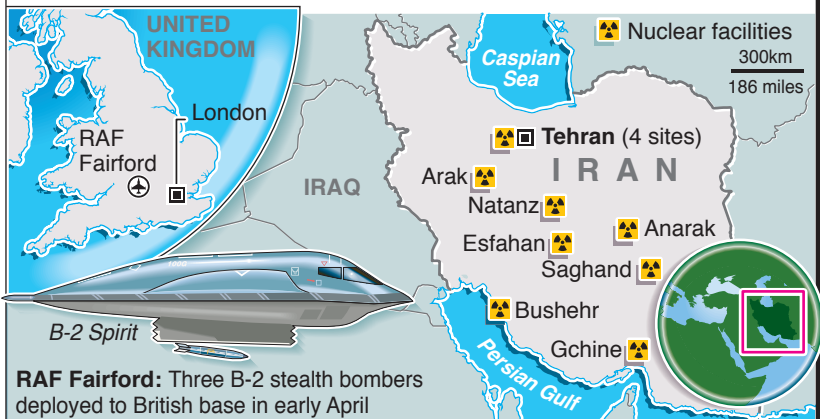 UNITED
KINGDOM
London
RAF
Fairford
Nuclear facilities
300km
186 miles
Caspian
Sea
Tehran (4 sites)
IRAN
IRAQ
Arak
Natanz
Anarak
Esfahan
Saghand
Bushehr
Gchine
Persian Gulf
B-2 Spirit
RAF Fairford: Three B-2 stealth bombers
deployed to British base in early April